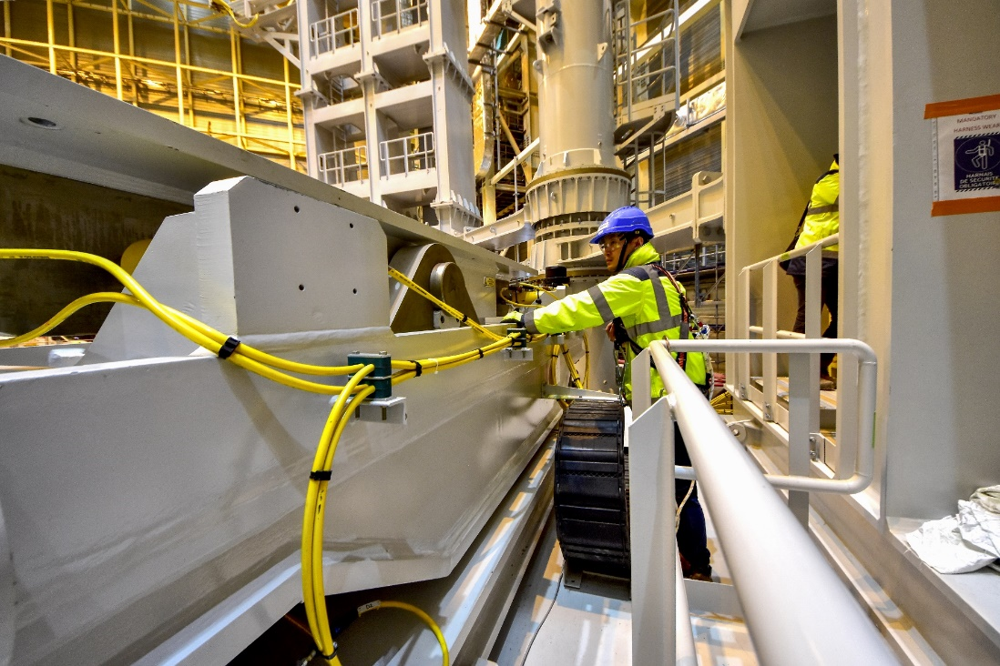 MANDATORY
HARNESS WEAR
HARNAIS
DE SECURITE
OBLIGATOIRE